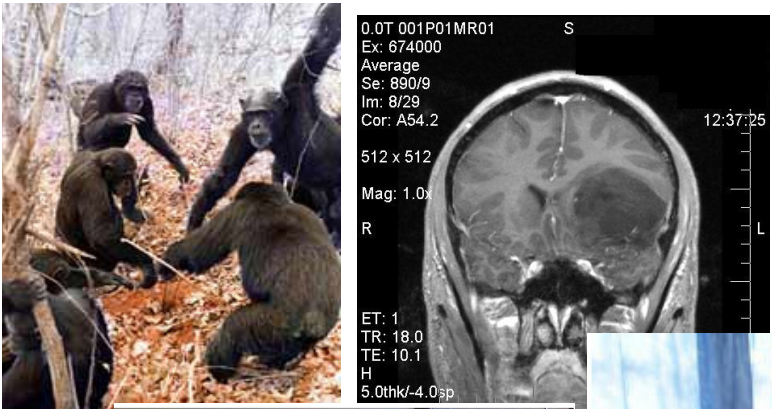 0.0T 001P01MR01
Ex: 674000
Average
Se: 890/9
Im: 8/29
Cor: A54.2
512 x 512
Mag: 1.0x
R
ET: 1
TR: 18.0
TE: 10.1
H
5.0thk/-4.0sp
S
12:37:25
L